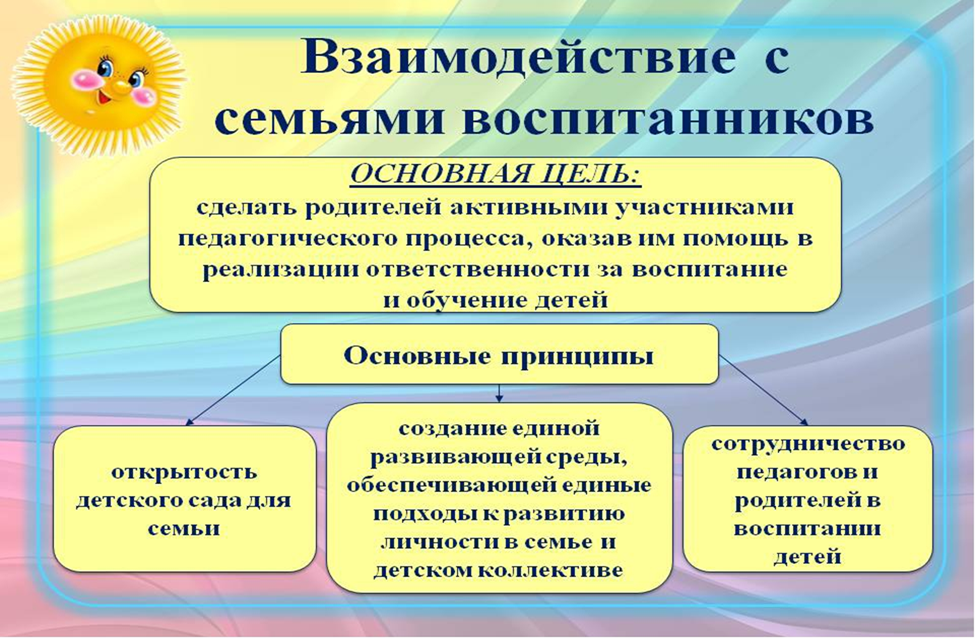 Взаимодействие с
семьями воспитанников
ОСНОВНАЯ ЦЕЛЬ:
сделать родителей активными участниками
педагогического процесса, оказав им помощь в
реализации ответственности за воспитание
и обучение детей
Основные принципы
открытость
детского сада для
семьи
создание единой
развивающей среды,
обеспечивающей единые
подходы к развитию
личности в семье и
детском коллективе
сотрудничество
педагогов и
родителей в
воспитании
детей